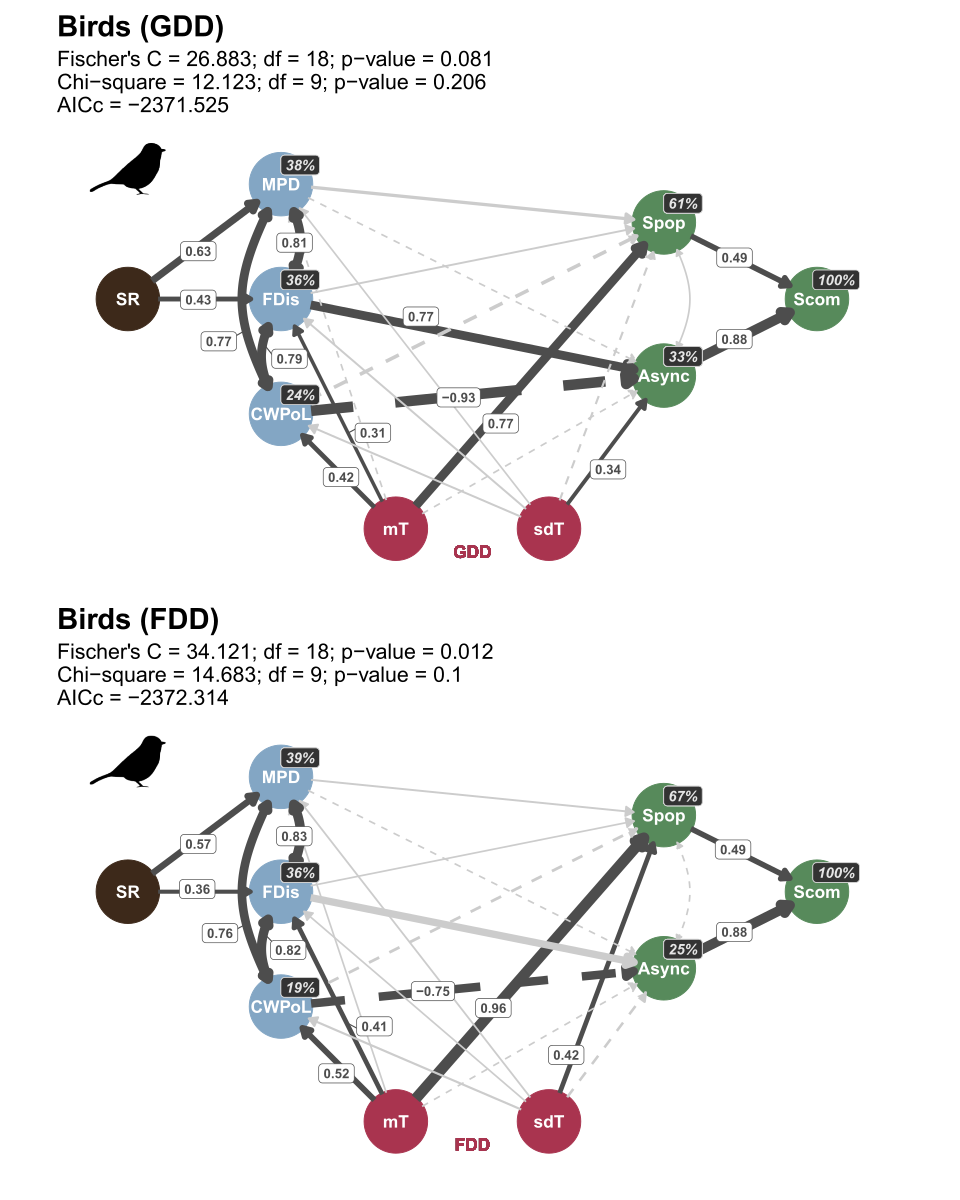 Birds (GDD)
Fischer's C = 26.883; df = 18; p−value = 0.081
Chi−square = 12.123; df = 9; p−value = 0.206
AICc = −2371.525
38%
MPD
61%
Spop
0.63
0.81
0.49
36%
100%
SR
0.43
FDis
Scom
0.77
0.77
0.79
0.88
33%
Async
24%
CWPoL
−0.93
0.77
0.31
0.42
0.34
mT
sdT
GDD
Birds (FDD)
Fischer's C = 34.121; df = 18; p−value = 0.012
Chi−square = 14.683; df = 9; p−value = 0.1
AICc = −2372.314
39%
MPD
67%
Spop
0.57
0.83
0.49
36%
100%
SR
0.36
FDis
Scom
0.76
0.82
0.88
25%
Async
19%
CWPoL
−0.75
0.96
0.41
0.52
0.42
mT
sdT
FDD